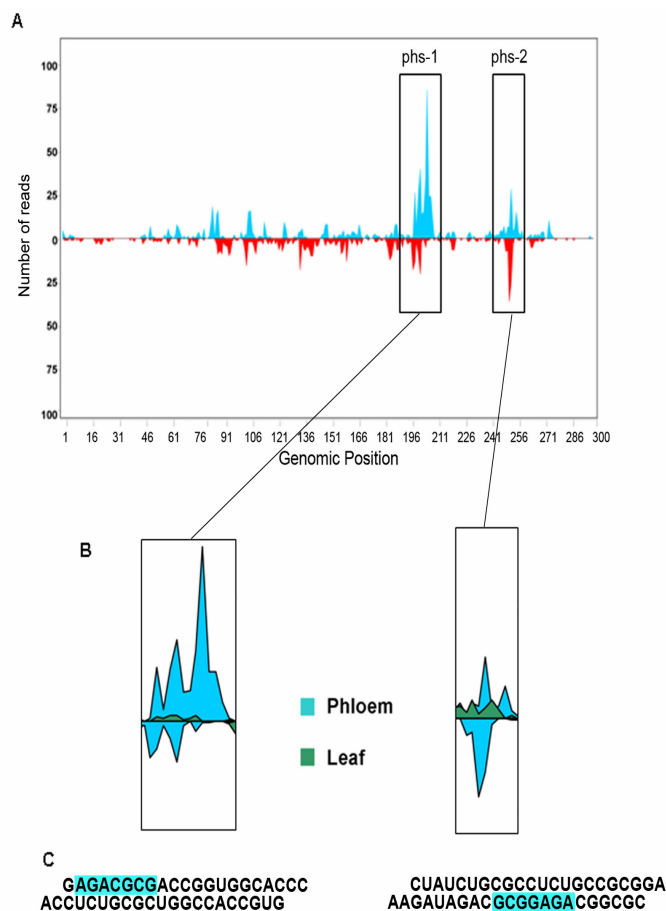 A
phs-1 phs-2
100
75
50
25
0
25
50
75
100
Number of reads
1 16 31 46 61 76 91 106 121 136 151 166 181 196 211 226 241 256 271 286 300
Genomic Position
B
Phloem
Leaf
C
GAGACGCGACCGGUGGCACCC
ACCUCUGCGCUGGCCACCGUG
CUAUCUGCGCCUCUGCCGCGGA
AAGAUAGACGCGGAGACGGCGC